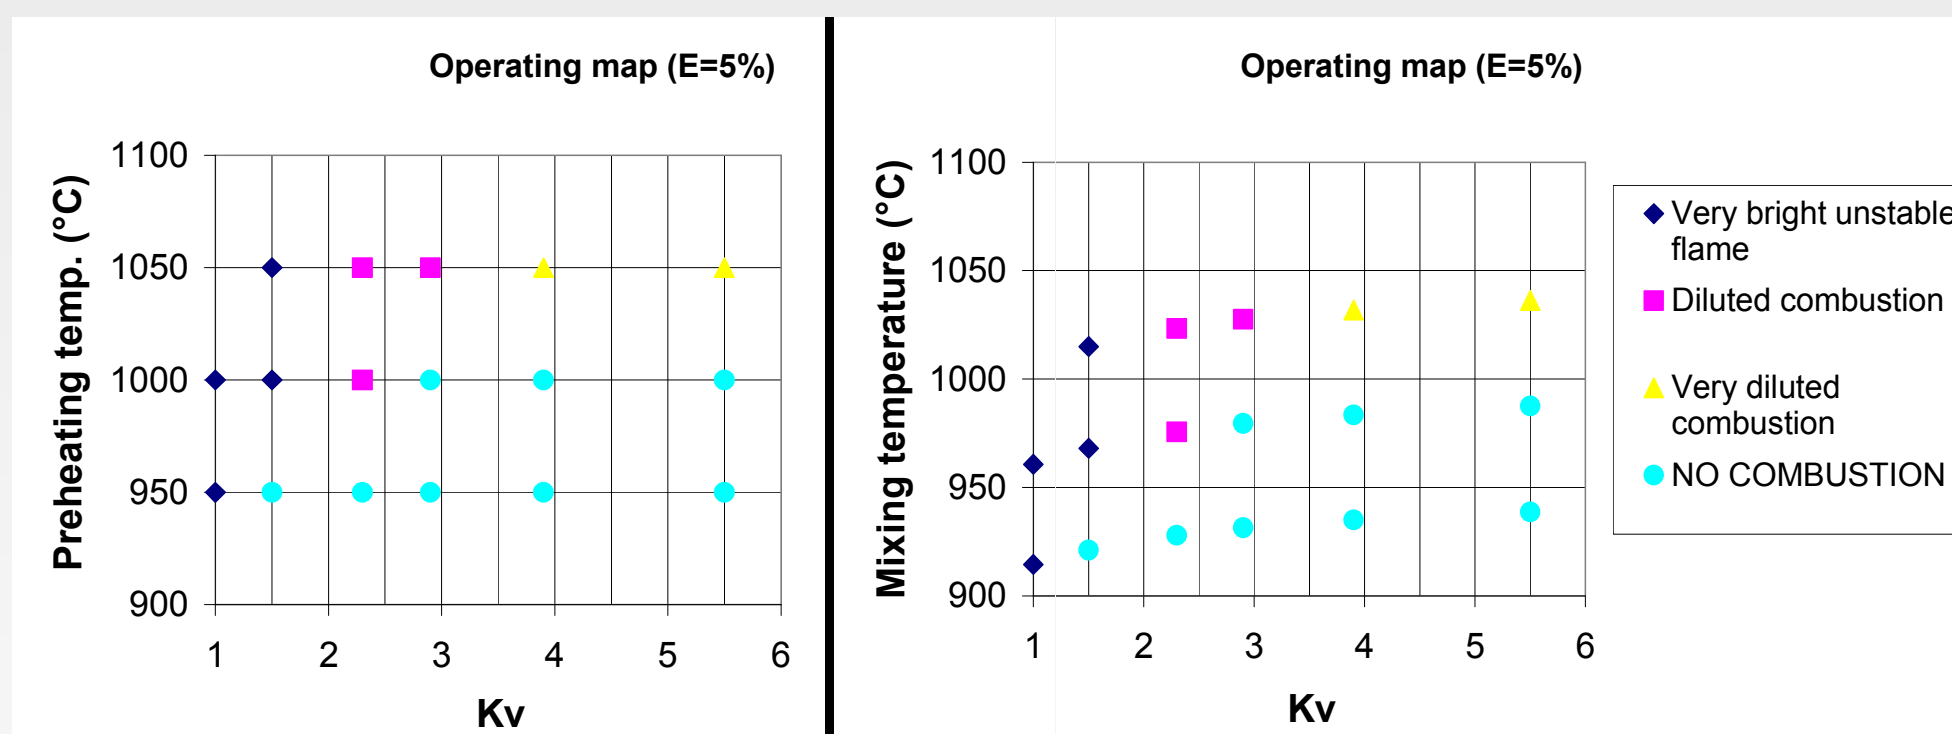 Operating map (E=5%)
1100
1050
1000
950
900
Preheating temp. (°C)
1 2 3 4 5 6
Kv
Operating map (E=5%)
1100
1050
1000
950
900
Mixing temperature (°C)
1 2 3 4 5 6
Kv
Very bright unstable
flame
Diluted combustion
Very diluted
combustion
NO COMBUSTION